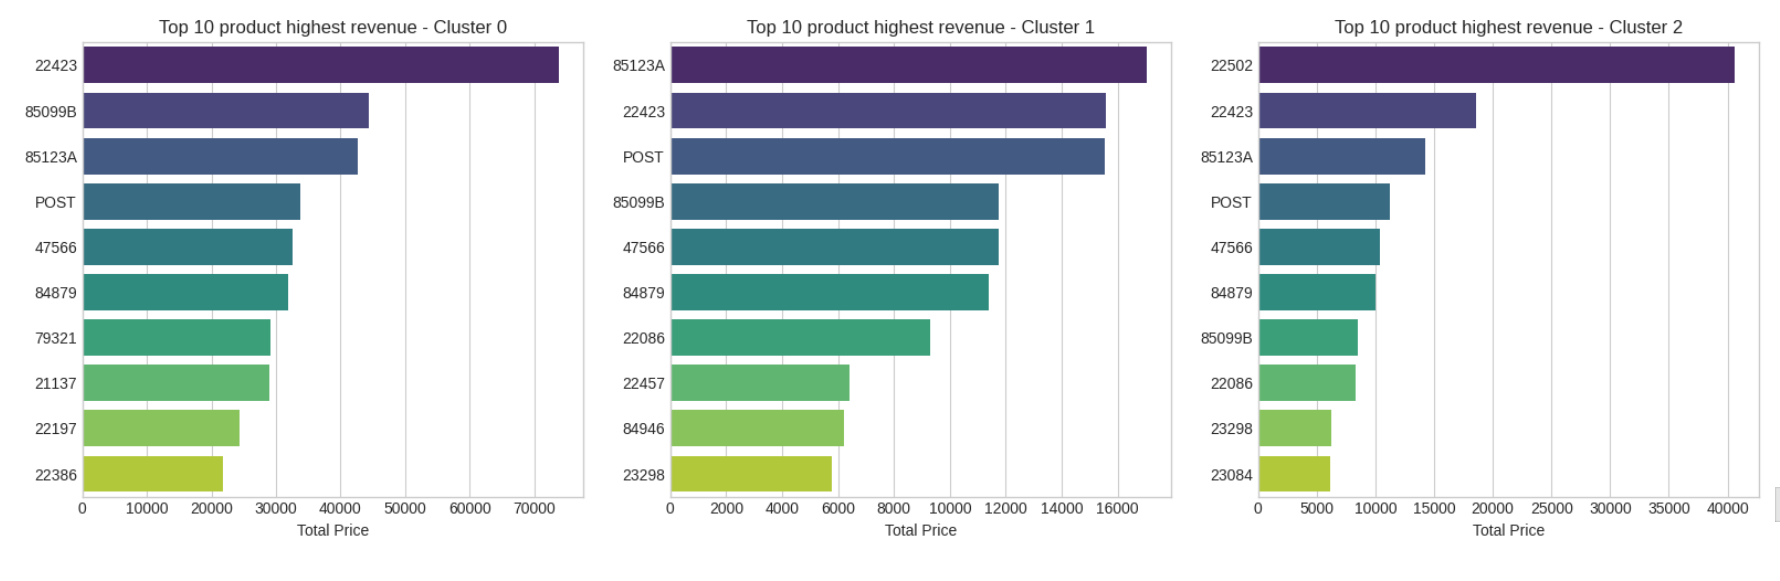 Top 10 product highest revenue - Cluster 0
22423
85099B
85123A
POST
47566
84879
79321
21137
22197
22386
0 10000 20000 30000 40000 50000 60000 70000
Total Price
Top 10 product highest revenue - Cluster 1
85123A
22423
POST
85099B
47566
84879
22086
22457
84946
23298
0 2000 4000 6000 8000 10000 12000 14000 16000
Total Price
Top 10 product highest revenue - Cluster 2
22502
22423
85123A
POST
47566
84879
85099B
22086
23298
23084
0 5000 10000 15000 20000 25000 30000 35000 40000
Total Price